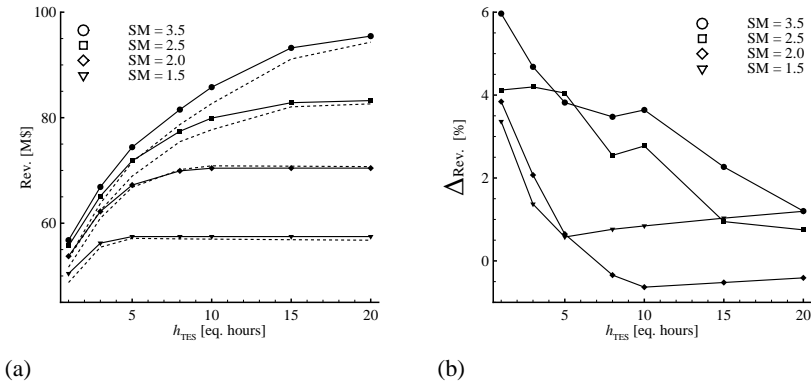 100
80
60
Rev. [M$]
SM = 3.5
SM = 2.5
SM = 2.0
SM = 1.5
5
10
15
20
hTES [eq. hours]
(a)
6
4
2
0
ΔRev. [%]
SM = 3.5
SM = 2.5
SM = 2.0
SM = 1.5
5
10
15
20
hTES [eq. hours]
(b)